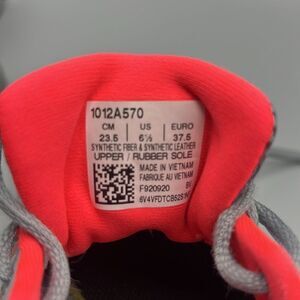 1012A570
CM US EURO
23.5 6½ 37.5
SYNTHETIC FIBER & SYNTHETIC LEATHER
UPPER / RUBBER SOLE
MADE IN VIETNAM
FABRIQUE AU VIETNAM
F920920